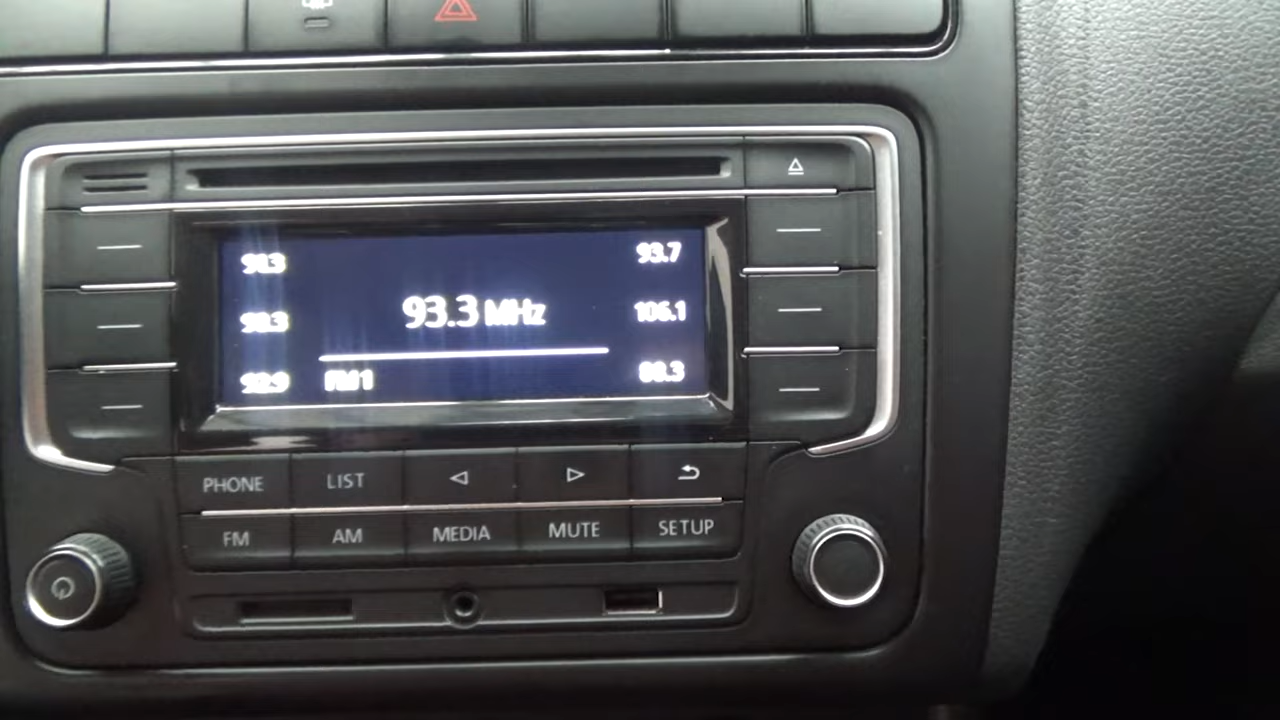 93.7
93.3 MHz
106.1
FM1
PHONE
LIST
FM
AM
MEDIA
MUTE
SETUP